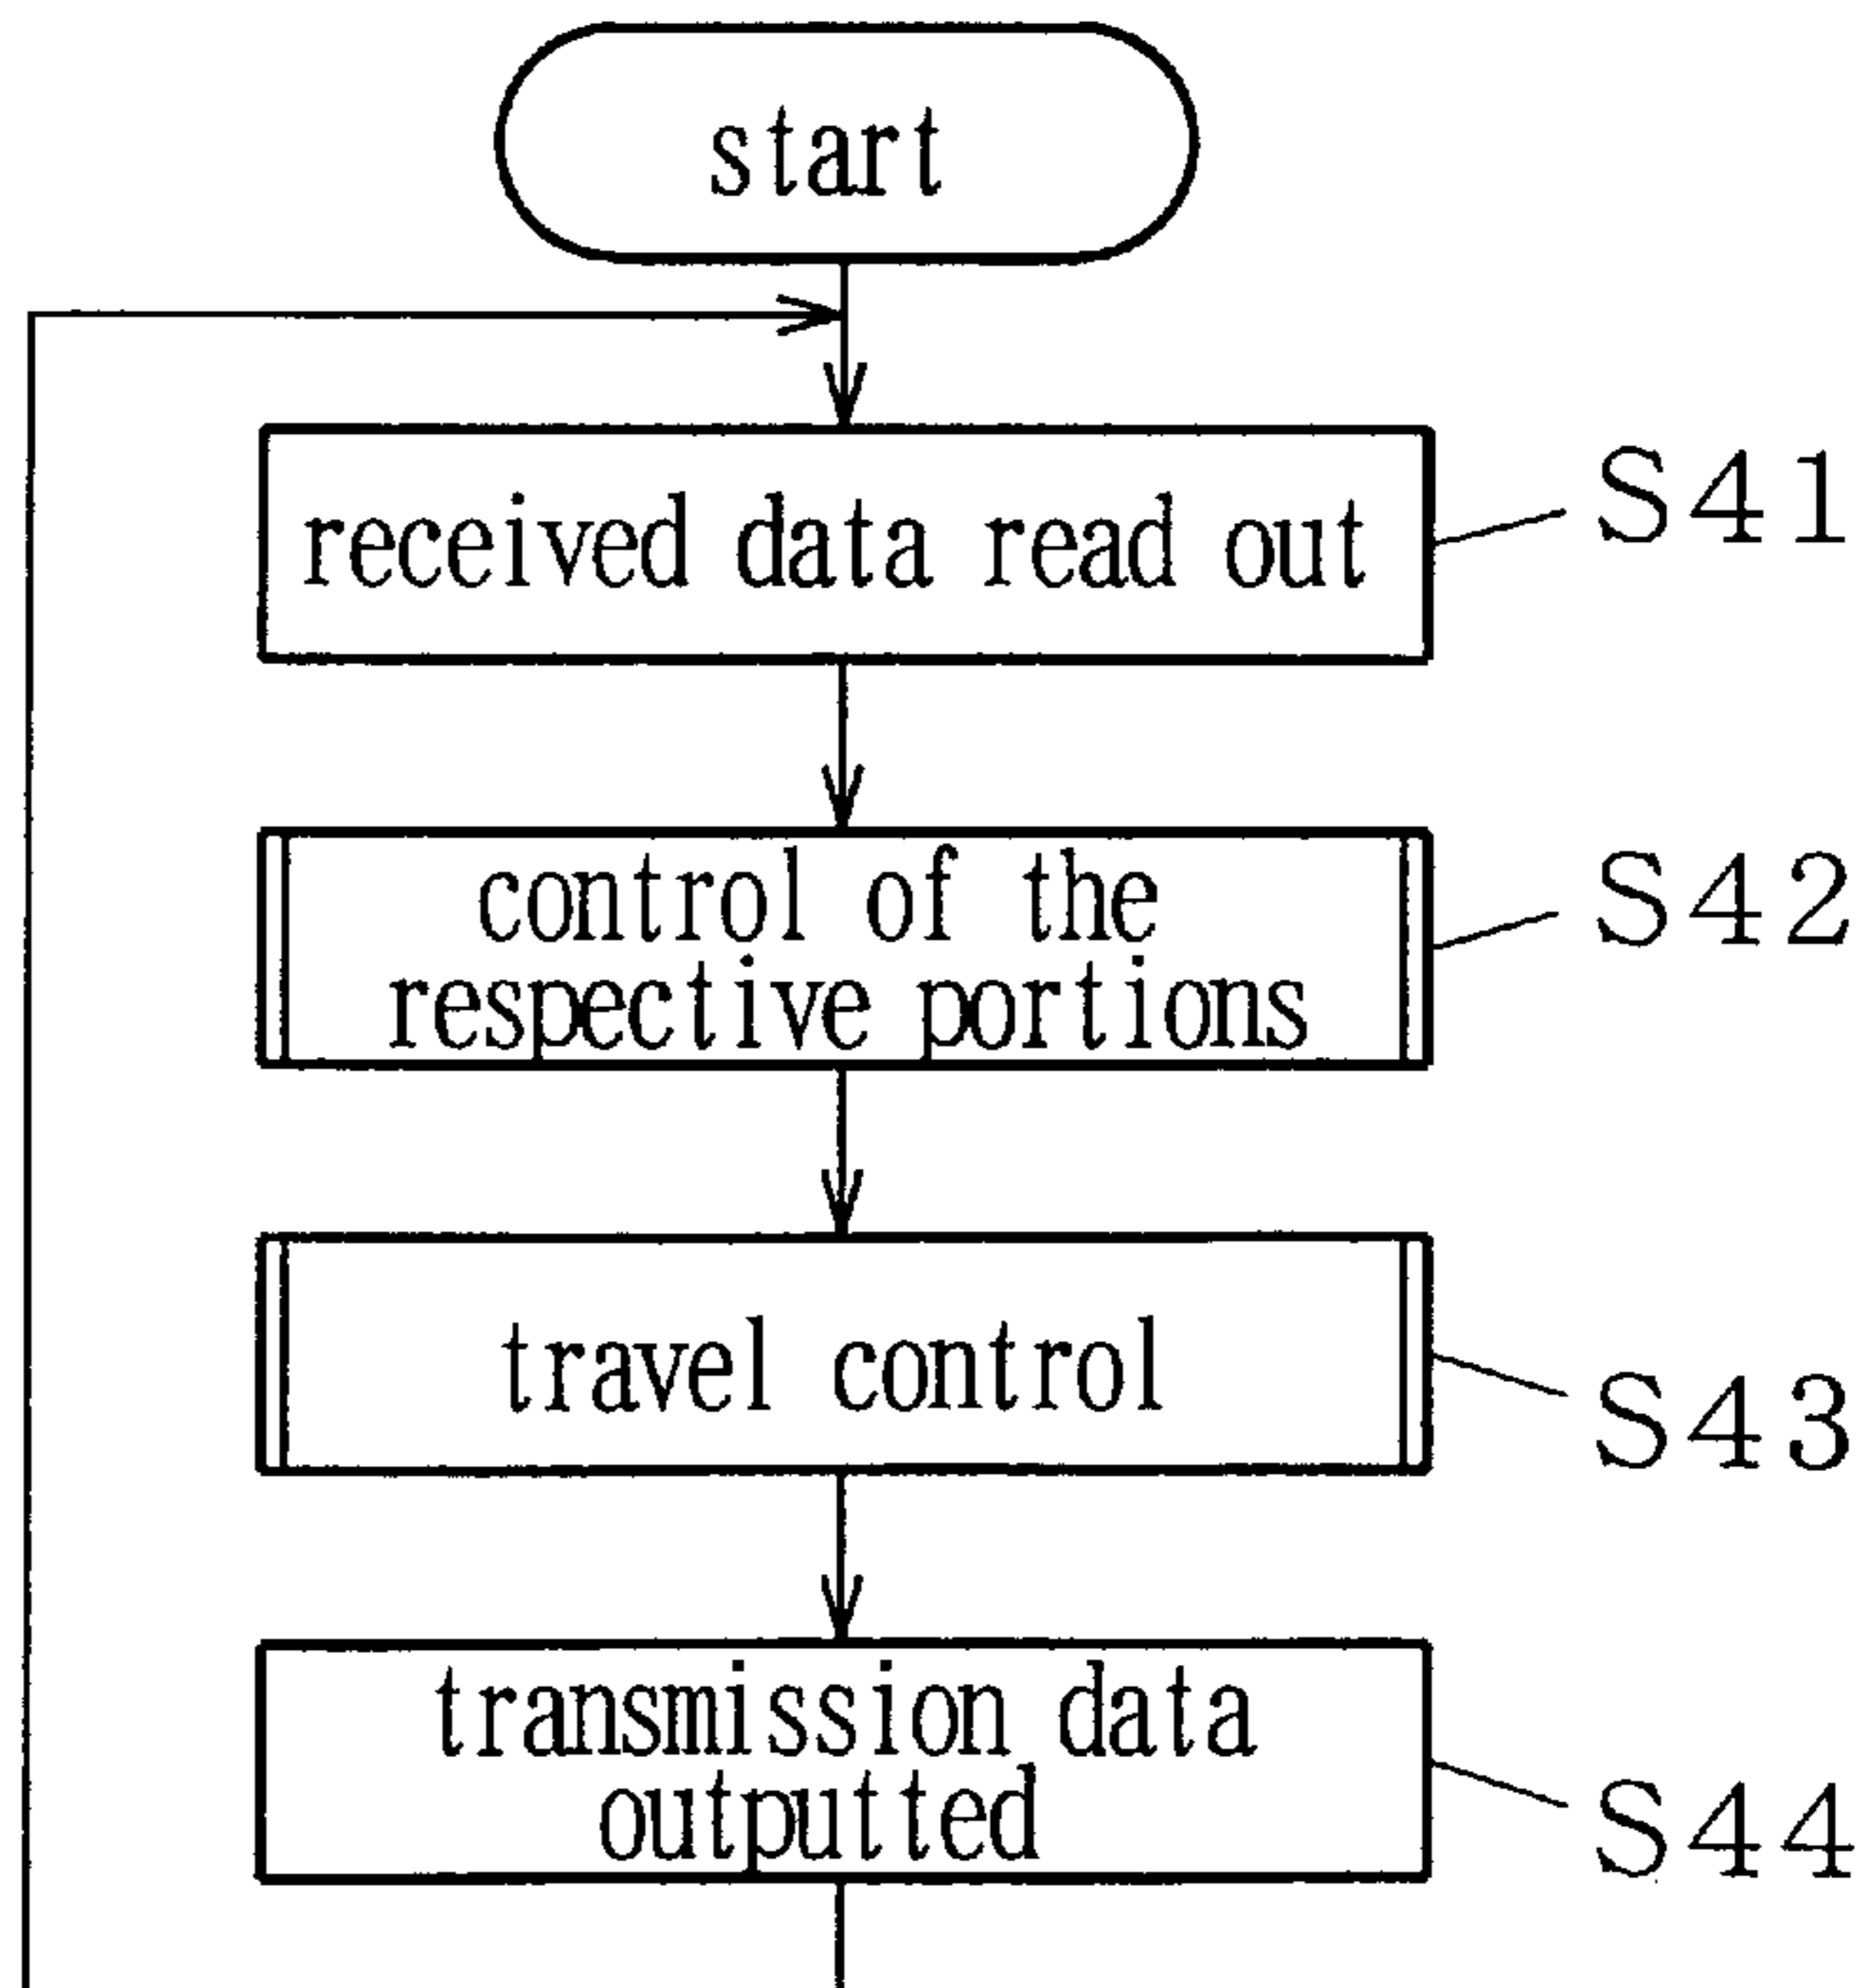 start
received data read out
S41
control of the
respective portions
S42
travel control
S43
transmission data
outputted
S44